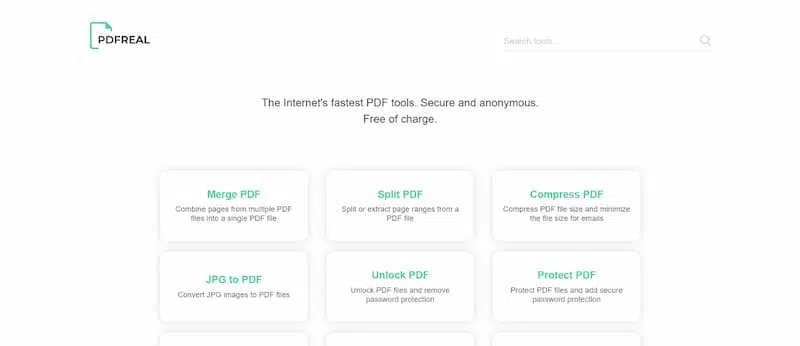 PDFREAL
Search tools...
The Internet's fastest PDF tools. Secure and anonymous.
Free of charge.
Merge PDF
Combine pages from multiple PDF
files into a single PDF file
Split PDF
Split or extract page ranges from a
PDF file
Compress PDF
Compress PDF file size and minimize
the file size for emails
JPG to PDF
Convert JPG images to PDF files
Unlock PDF
Unlock PDF files and remove
password protection
Protect PDF
Protect PDF files and add secure
password protection